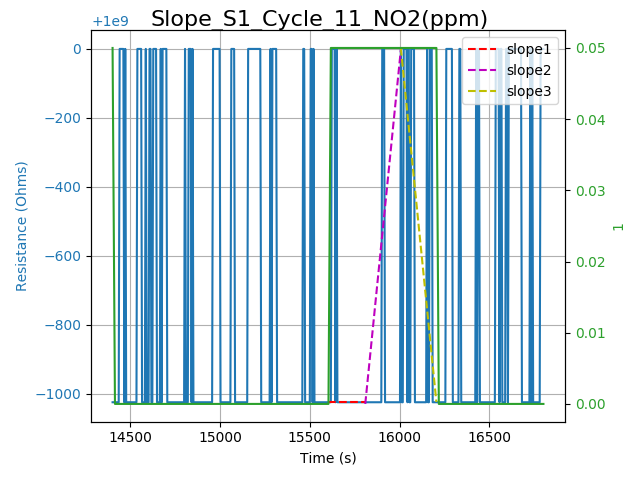 Slope_S1_Cycle_11_NO2(ppm)
+1e9
0
−200
−400
−600
−800
−1000
Resistance (Ohms)
14500 15000 15500 16000 16500
Time (s)
0.05
0.04
0.03
0.02
0.01
0.00
1
slope1
slope2
slope3